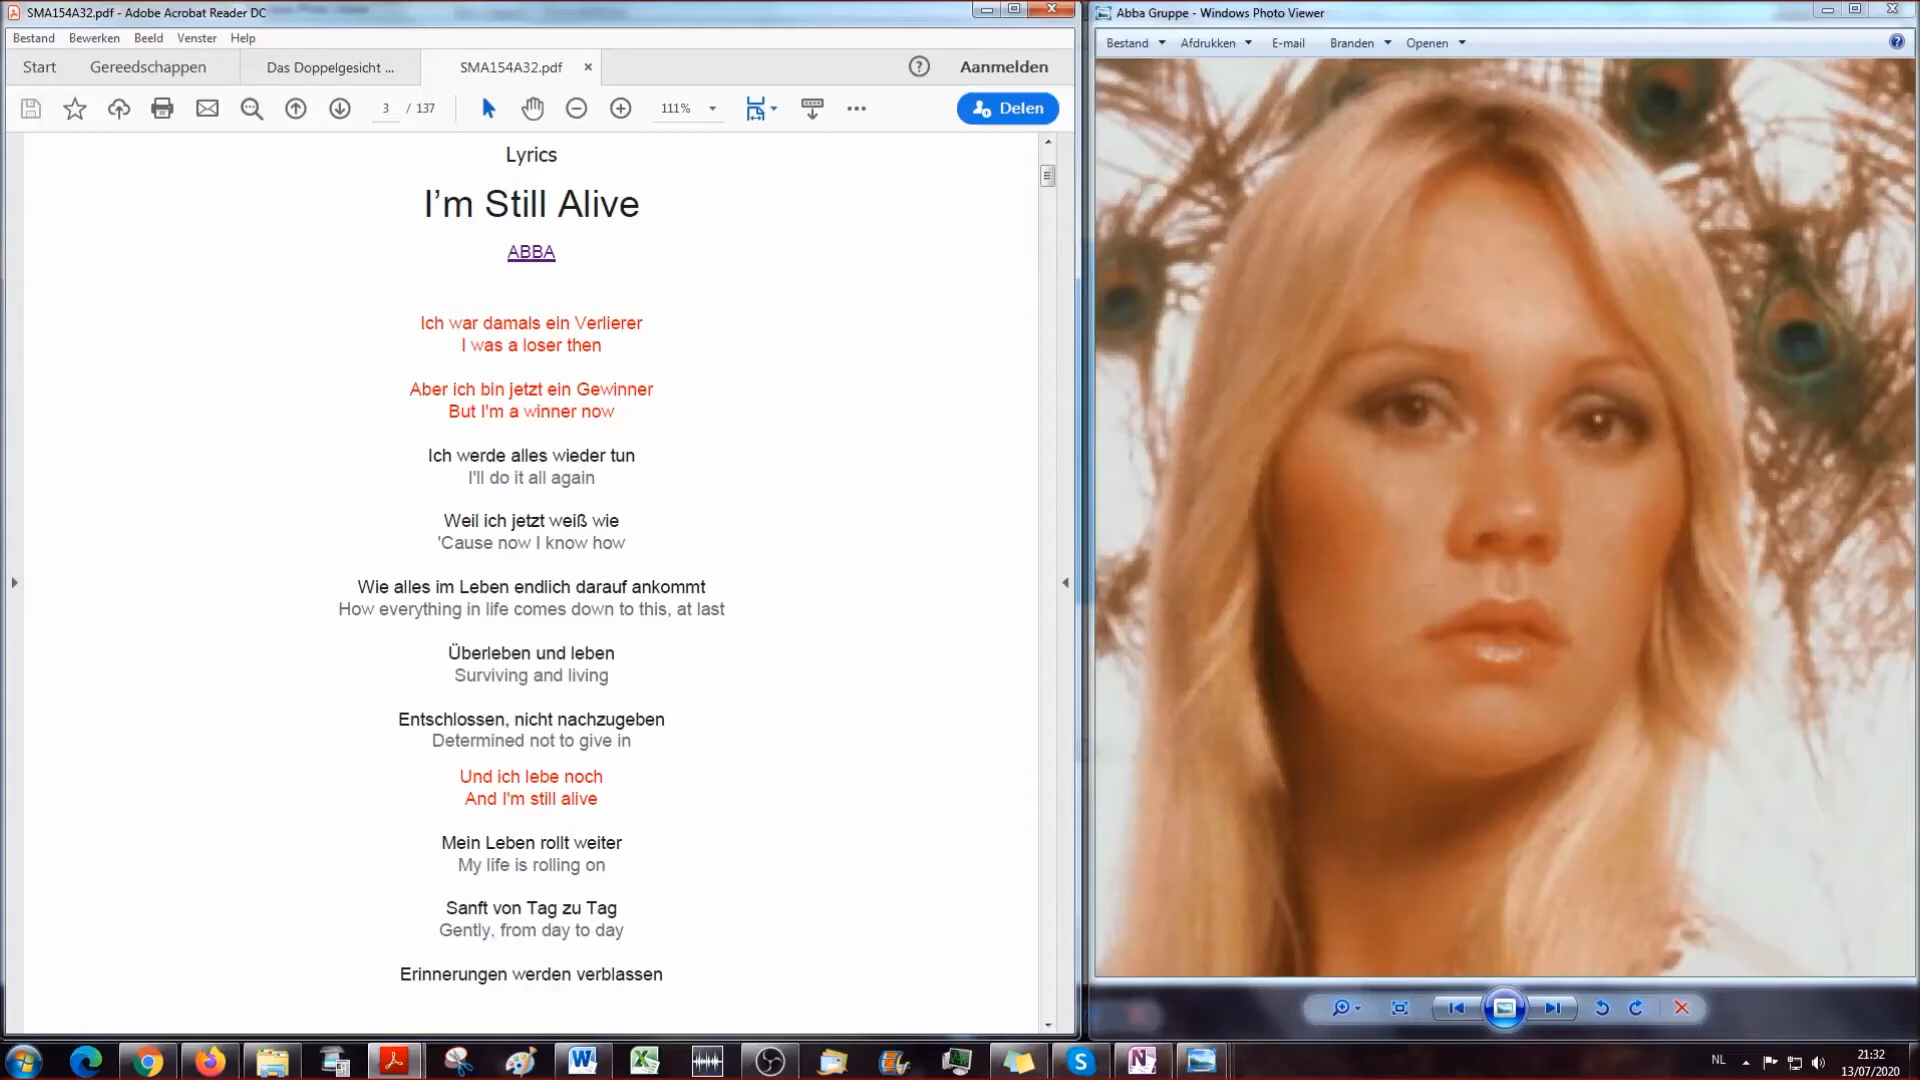 SMA154A32.pdf - Adobe Acrobat Reader DC
Bestand Bewerken Beeld Venster Help
Start Gereedschappen Das Doppelgesicht ... SMA154A32.pdf × ? Aanmelden
3 / 137 111% Delen
Lyrics
I’m Still Alive
ABBA
Ich war damals ein Verlierer
I was a loser then
Aber ich bin jetzt ein Gewinner
But I'm a winner now
Ich werde alles wieder tun
I'll do it all again
Weil ich jetzt weiß wie
'Cause now I know how
Wie alles im Leben endlich darauf ankommt
How everything in life comes down to this, at last
Überleben und leben
Surviving and living
Entschlossen, nicht nachzugeben
Determined not to give in
Und ich lebe noch
And I'm still alive
Mein Leben rollt weiter
My life is rolling on
Sanft von Tag zu Tag
Gently, from day to day
Erinnerungen werden verblassen
Abba Gruppe - Windows Photo Viewer
Bestand Afdrukken E-mail Branden Openen
NL
21:32
13/07/2020